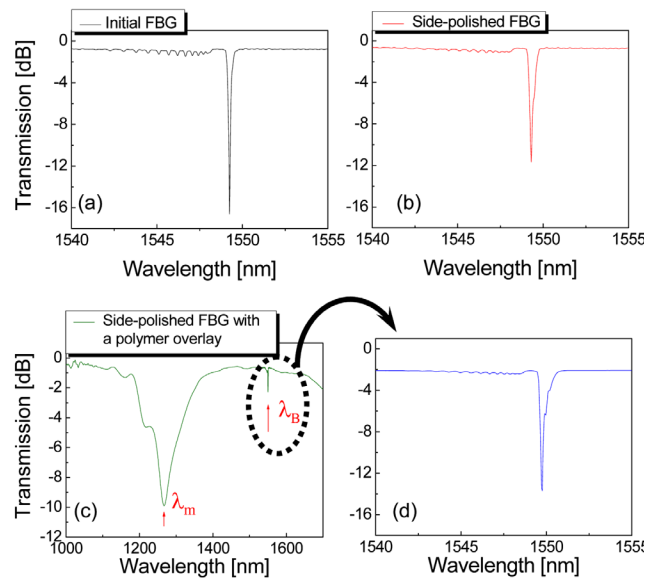 Initial FBG
0
-4
-8
-12
-16
Transmission [dB]
(a)
1540 1545 1550 1555
Wavelength [nm]
Side-polished FBG
0
-4
-8
-12
-16
Transmission [dB]
(b)
1540 1545 1550 1555
Wavelength [nm]
Side-polished FBG with
a polymer overlay
0
-2
-4
-6
-8
-10
-12
Transmission [dB]
λB
λm
(c)
1000 1200 1400 1600
Wavelength [nm]
0
-4
-8
-12
-16
Transmission [dB]
(d)
1540 1545 1550 1555
Wavelength [nm]